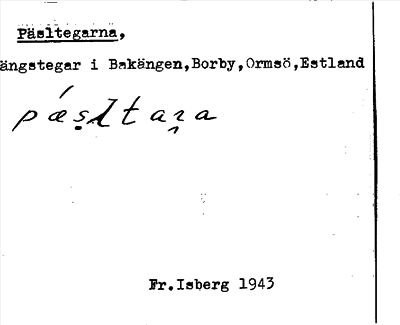 Päsltegarna,
ängstegar i Bakängen,Borby,Ormsö,Estland
Fr.Isberg 1943